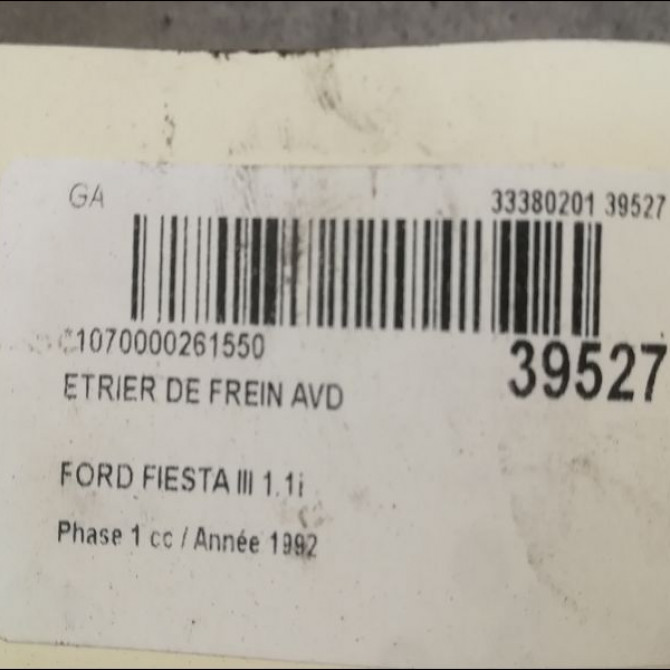 GA 33380201 39527
C1070000261550 39527
ETRIER DE FREIN AVD
FORD FIESTA III 1.1i
Phase 1 cc / Année 1992